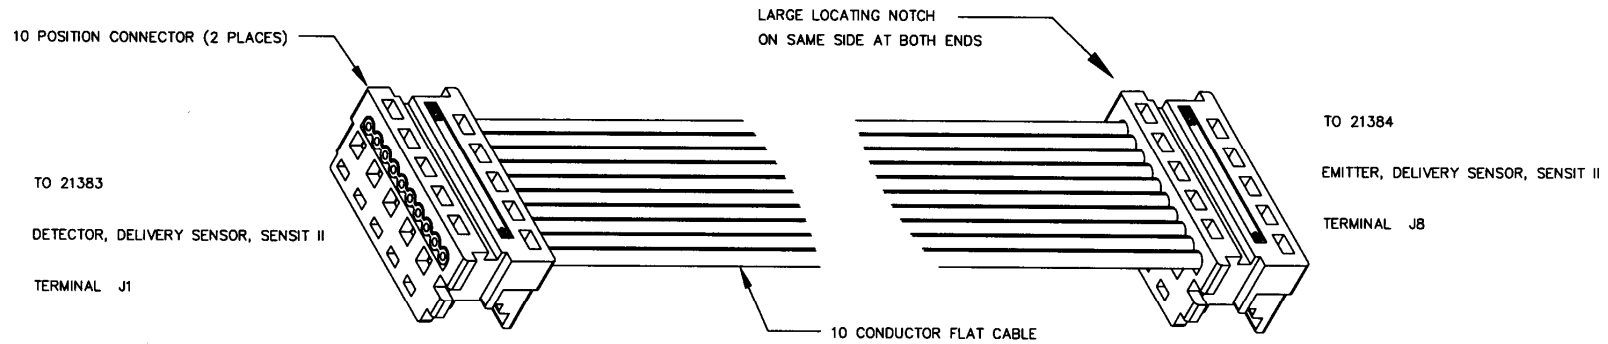 LARGE LOCATING NOTCH
ON SAME SIDE AT BOTH ENDS
10 POSITION CONNECTOR (2 PLACES)
TO 21383
DETECTOR, DELIVERY SENSOR, SENSIT II
TERMINAL J1
TO 21384
EMITTER, DELIVERY SENSOR, SENSIT II
TERMINAL J8
10 CONDUCTOR FLAT CABLE